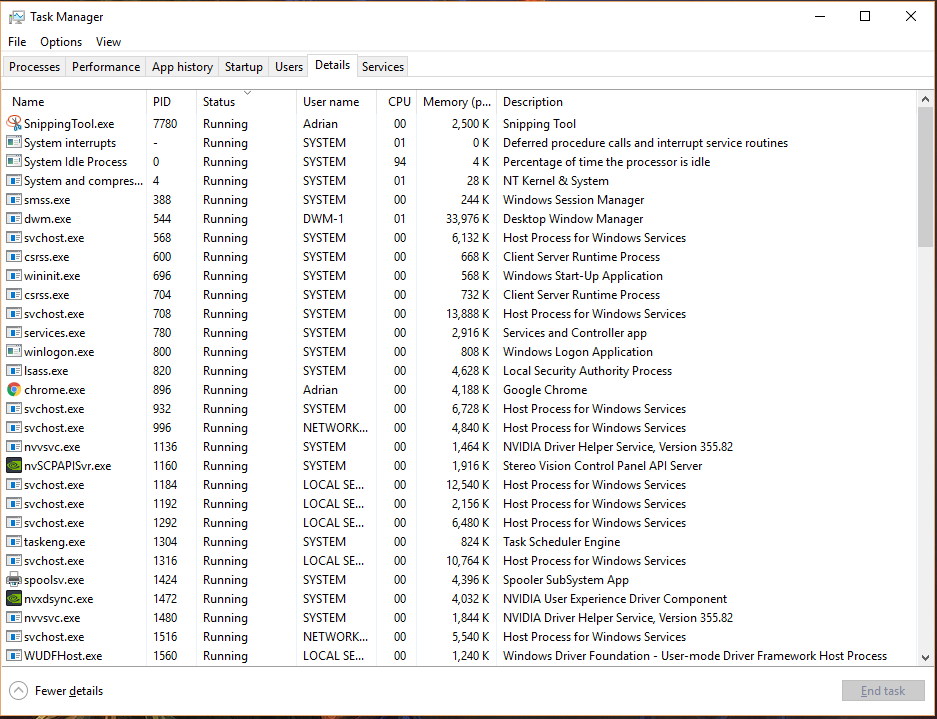 Task Manager
File Options View
Processes Performance App history Startup Users Details Services
Name PID Status User name CPU Memory (p... Description
SnippingTool.exe 7780 Running Adrian 00 2,500 K Snipping Tool
System interrupts - Running SYSTEM 01 0 K Deferred procedure calls and interrupt service routines
System Idle Process 0 Running SYSTEM 94 4 K Percentage of time the processor is idle
System and compres... 4 Running SYSTEM 01 28 K NT Kernel & System
smss.exe 388 Running SYSTEM 00 244 K Windows Session Manager
dwm.exe 544 Running DWM-1 01 33,976 K Desktop Window Manager
svchost.exe 568 Running SYSTEM 00 6,132 K Host Process for Windows Services
csrss.exe 600 Running SYSTEM 00 668 K Client Server Runtime Process
wininit.exe 696 Running SYSTEM 00 568 K Windows Start-Up Application
csrss.exe 704 Running SYSTEM 00 732 K Client Server Runtime Process
svchost.exe 708 Running SYSTEM 00 13,888 K Host Process for Windows Services
services.exe 780 Running SYSTEM 00 2,916 K Services and Controller app
winlogon.exe 800 Running SYSTEM 00 808 K Windows Logon Application
lsass.exe 820 Running SYSTEM 00 4,628 K Local Security Authority Process
chrome.exe 896 Running Adrian 00 4,188 K Google Chrome
svchost.exe 932 Running SYSTEM 00 6,728 K Host Process for Windows Services
svchost.exe 996 Running NETWORK... 00 4,840 K Host Process for Windows Services
nvvsvc.exe 1136 Running SYSTEM 00 1,464 K NVIDIA Driver Helper Service, Version 355.82
nvSCPAPISvr.exe 1160 Running SYSTEM 00 1,916 K Stereo Vision Control Panel API Server
svchost.exe 1184 Running LOCAL SE... 00 12,540 K Host Process for Windows Services
svchost.exe 1192 Running LOCAL SE... 00 2,156 K Host Process for Windows Services
svchost.exe 1292 Running LOCAL SE... 00 6,480 K Host Process for Windows Services
taskeng.exe 1304 Running SYSTEM 00 824 K Task Scheduler Engine
svchost.exe 1316 Running LOCAL SE... 00 10,764 K Host Process for Windows Services
spoolsv.exe 1424 Running SYSTEM 00 4,396 K Spooler SubSystem App
nvxdsync.exe 1472 Running SYSTEM 00 4,032 K NVIDIA User Experience Driver Component
nvvsvc.exe 1480 Running SYSTEM 00 1,844 K NVIDIA Driver Helper Service, Version 355.82
svchost.exe 1516 Running NETWORK... 00 5,540 K Host Process for Windows Services
WUDFHost.exe 1560 Running LOCAL SE... 00 1,240 K Windows Driver Foundation - User-mode Driver Framework Host Process
Fewer details End task